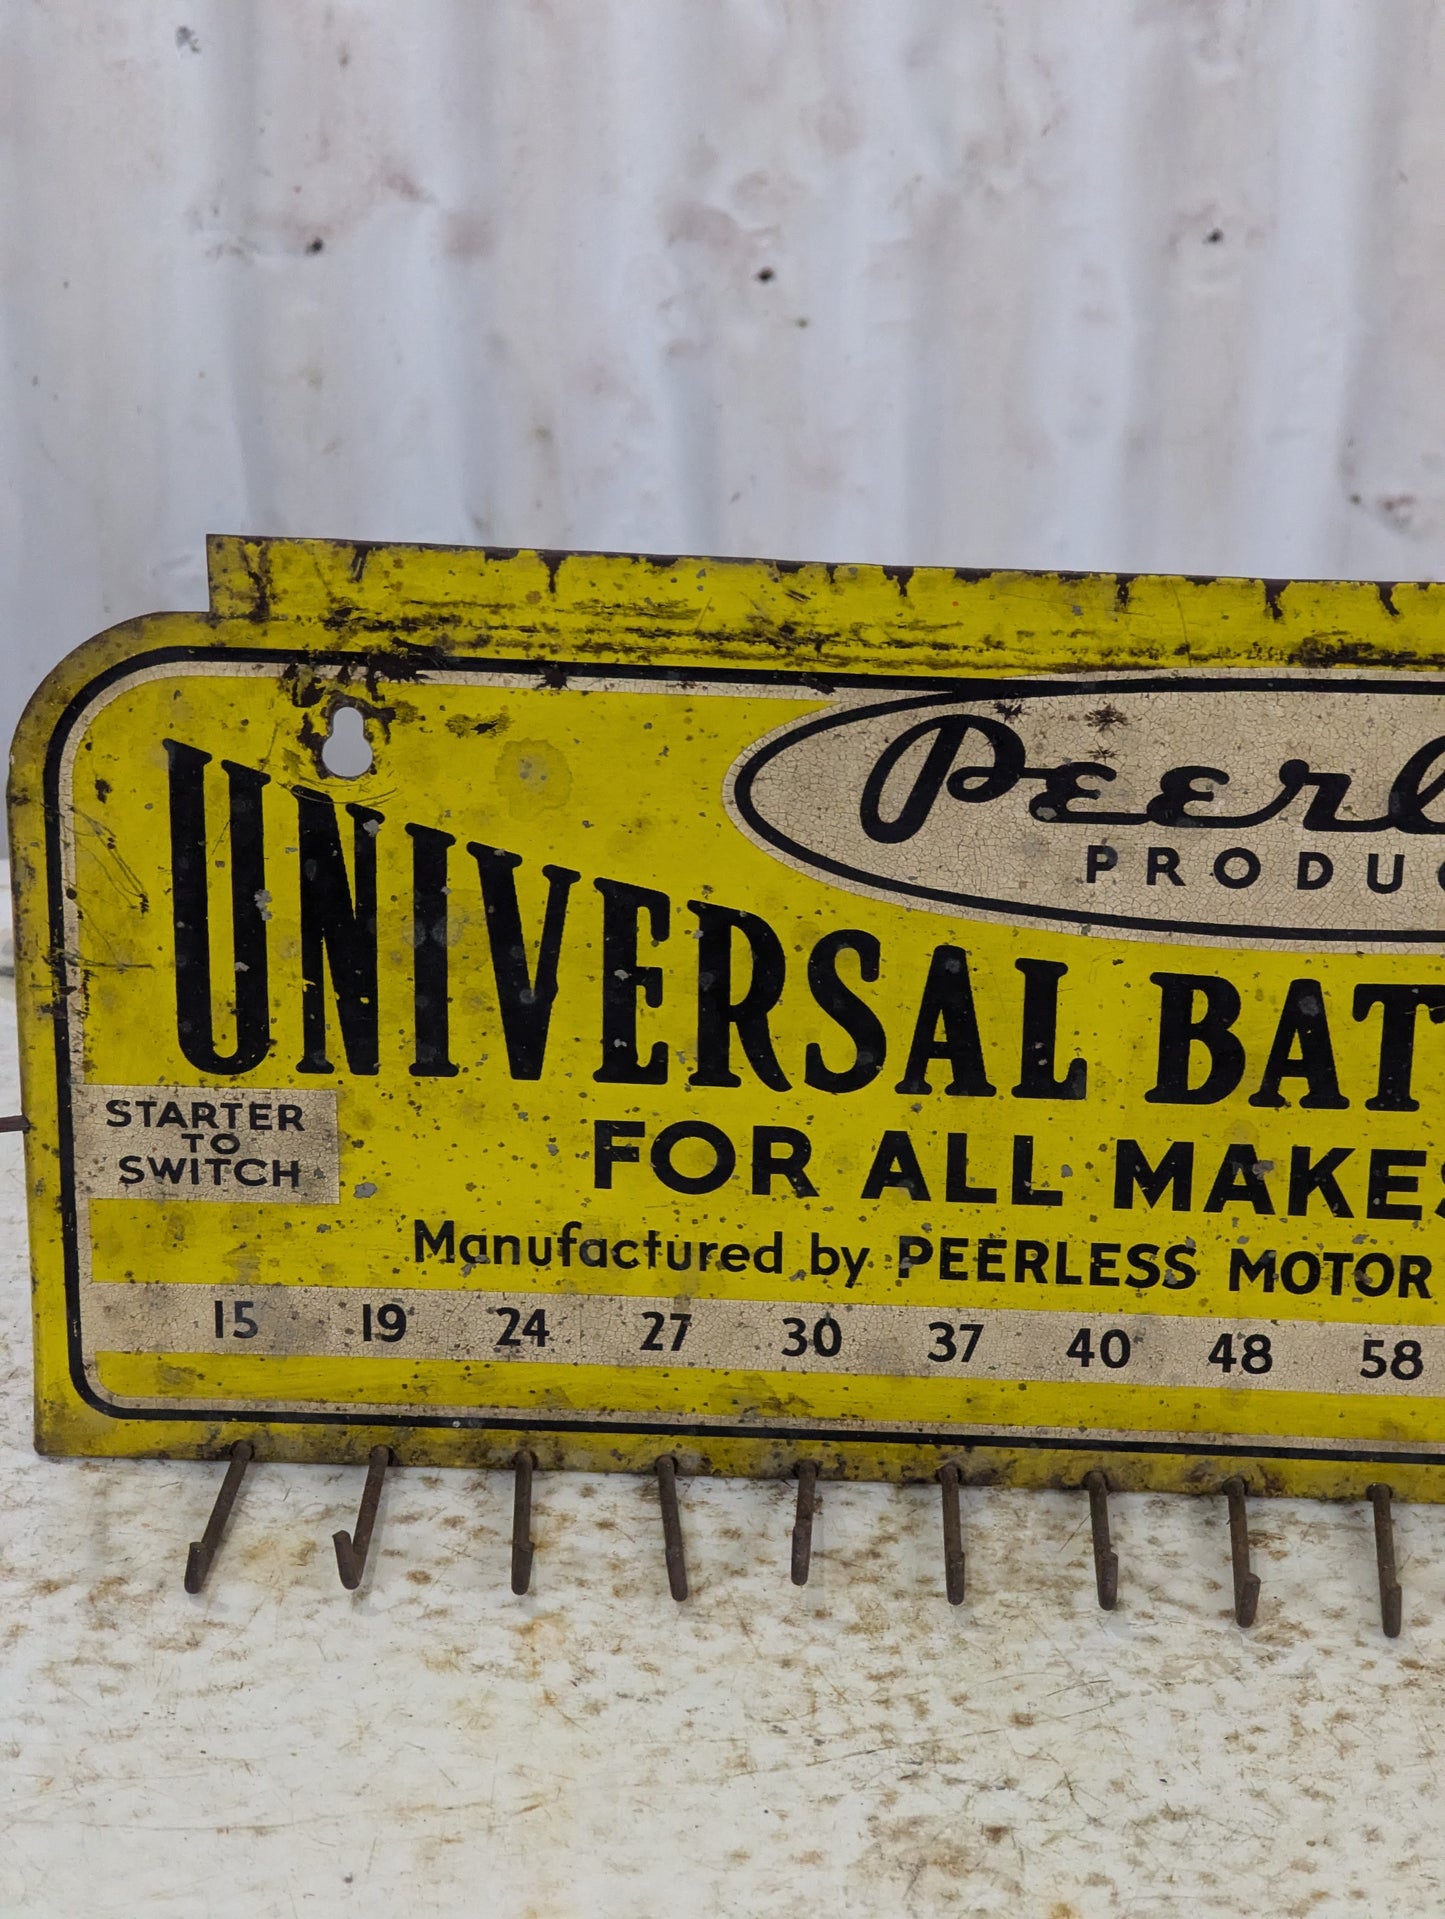 Peerl
PRODUC
UNIVERSAL BAT
FOR ALL MAKES
STARTER
TO
SWITCH
Manufactured by PEERLESS MOTOR
15 19 24 27 30 37 40 48 58